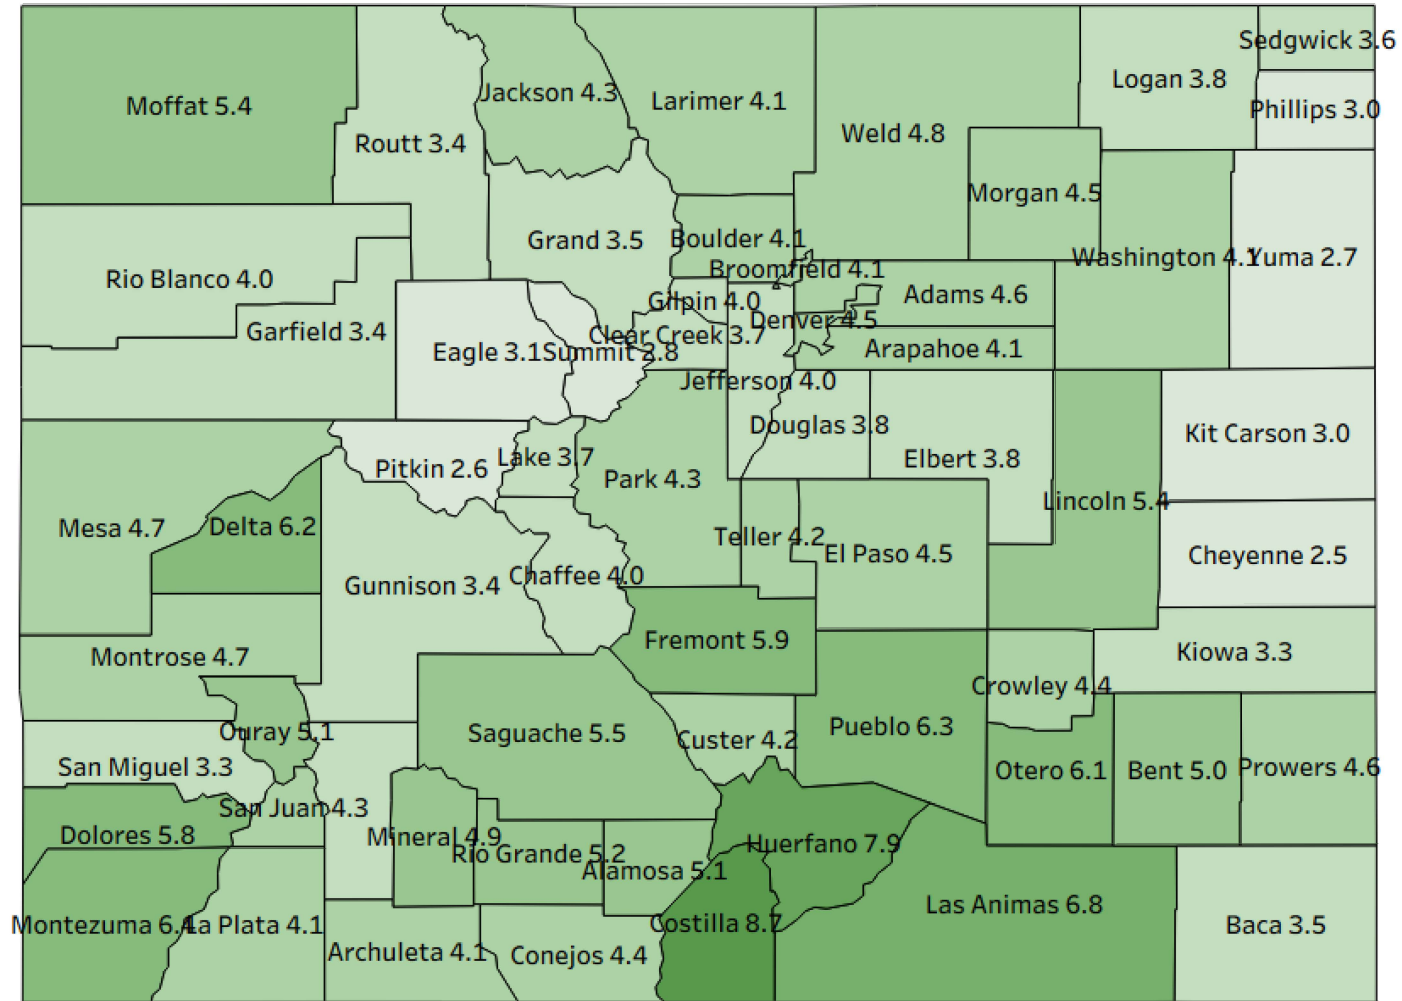 Sedgwick 3.6
Logan 3.8
Jackson 4.3
Larimer 4.1
Moffat 5.4
Phillips 3.0
Weld 4.8
Routt 3.4
Morgan 4.5
Grand 3.5
Boulder 4.1
Washington 4.1
Yuma 2.7
Broomfield 4.1
Rio Blanco 4.0
Adams 4.6
Gilpin 4.0
Denver 4.5
Garfield 3.4
Clear Creek 3.7
Arapahoe 4.1
Eagle 3.1
Summit 2.8
Jefferson 4.0
Douglas 3.8
Kit Carson 3.0
Lake 3.7
Elbert 3.8
Pitkin 2.6
Park 4.3
Lincoln 5.4
Mesa 4.7
Delta 6.2
Teller 4.2
El Paso 4.5
Cheyenne 2.5
Chaffee 4.0
Gunnison 3.4
Fremont 5.9
Kiowa 3.3
Montrose 4.7
Crowley 4.4
Pueblo 6.3
Ouray 5.1
Saguache 5.5
Custer 4.2
San Miguel 3.3
Otero 6.1
Bent 5.0
Prowers 4.6
San Juan 4.3
Dolores 5.8
Mineral 4.9
Huerfano 7.9
Rio Grande 5.2
Alamosa 5.1
Las Animas 6.8
Montezuma
La Plata 4.1
Costilla 8.7
Baca 3.5
Archuleta 4.1
Conejos 4.4